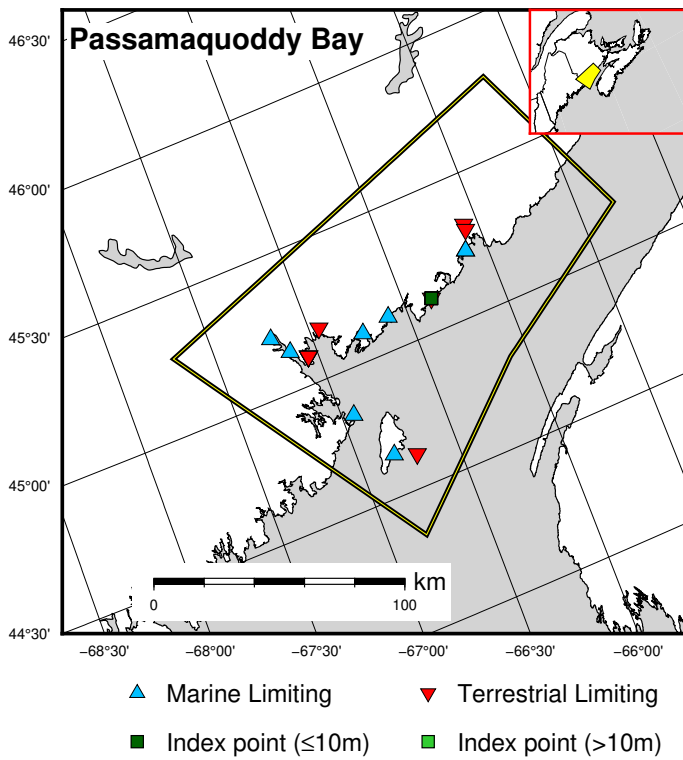 Passamaquoddy Bay
46°30'
46°00'
45°30'
45°00'
44°30'
km
0 100
−68°30' −68°00' −67°30' −67°00' −66°30' −66°00'
Marine Limiting Terrestrial Limiting
Index point (≤10m) Index point (>10m)